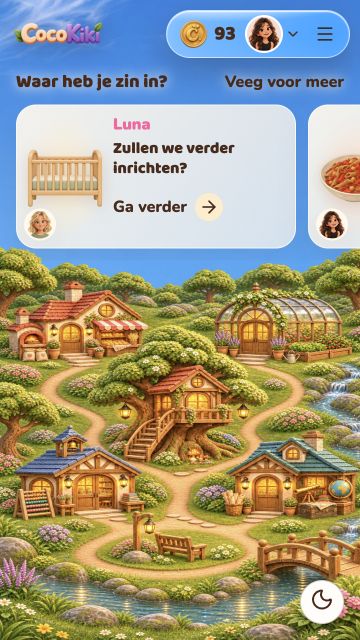 CocoKiki
C 93
Waar heb je zin in?
Veeg voor meer
Luna
Zullen we verder
inrichten?
Ga verder